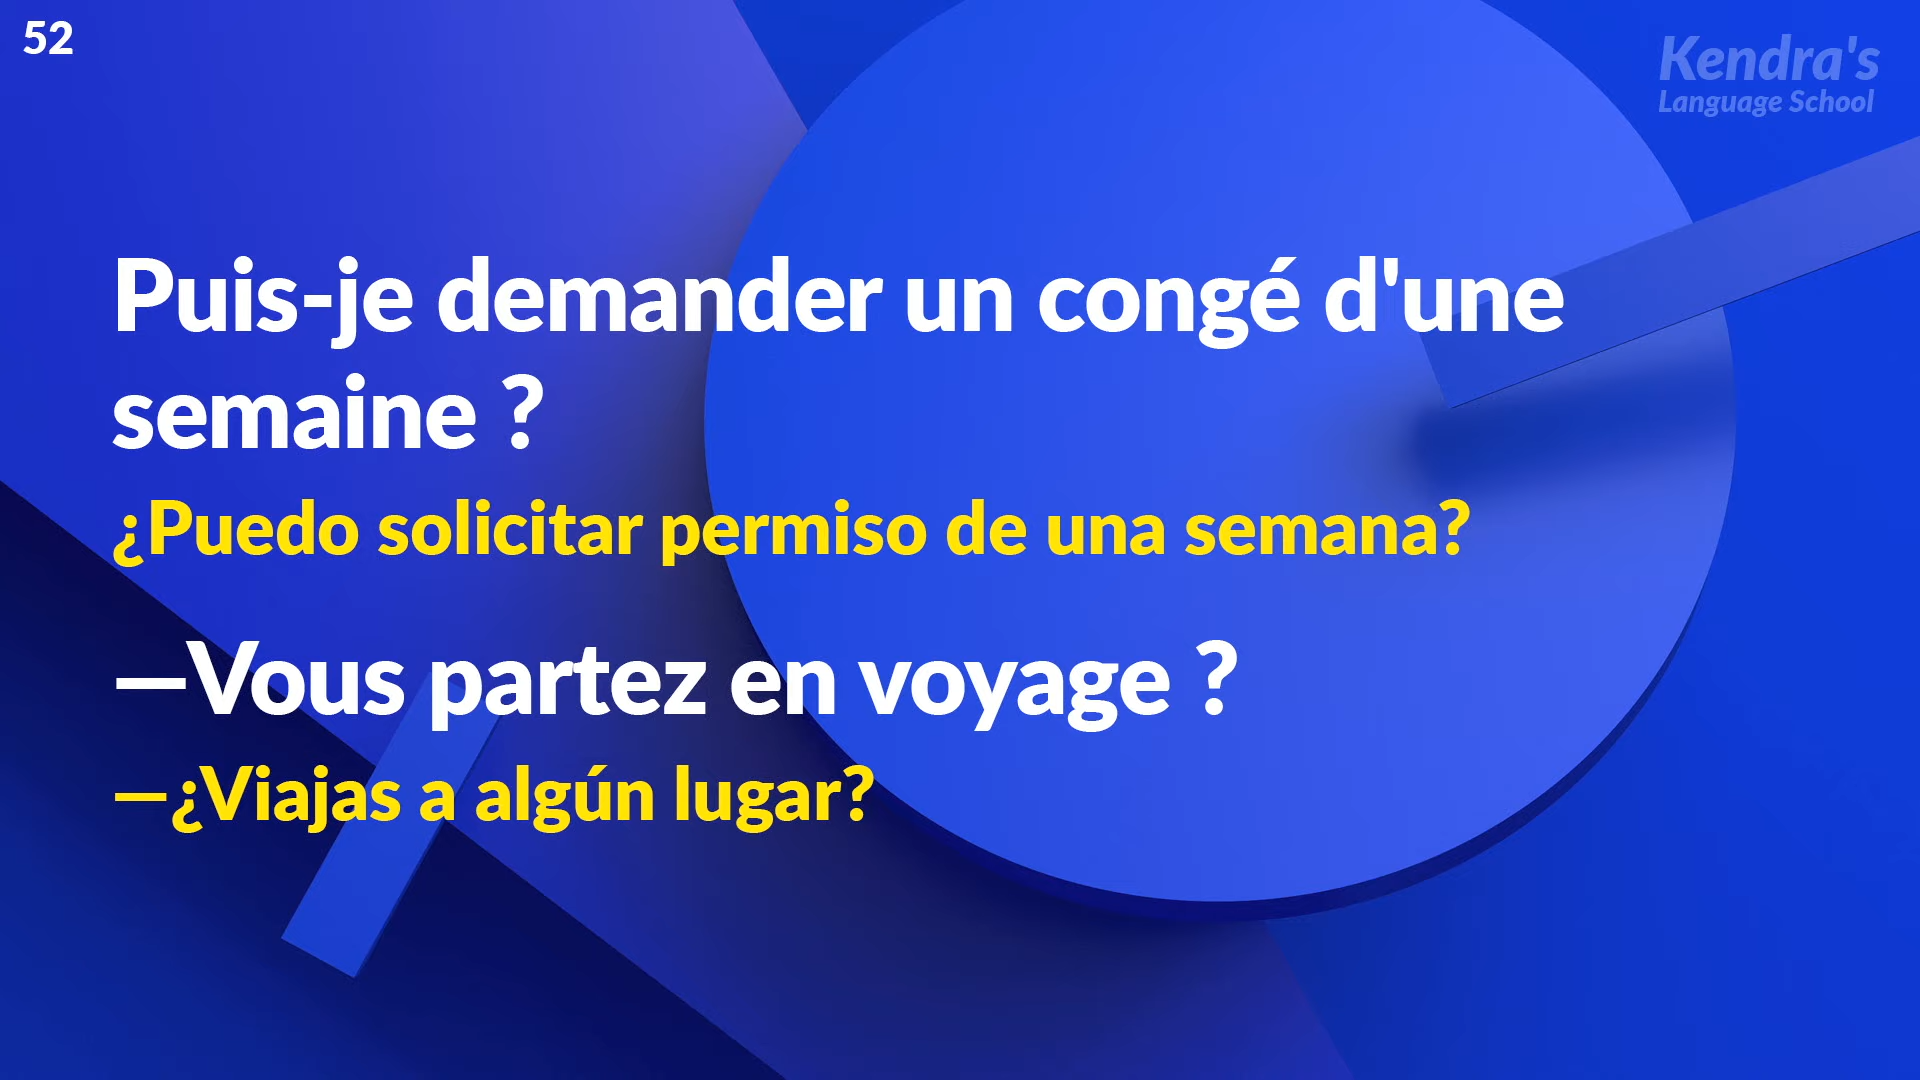 52
Kendra's
Language School
Puis-je demander un congé d'une
semaine ?
¿Puedo solicitar permiso de una semana?
—Vous partez en voyage ?
—¿Viajas a algún lugar?